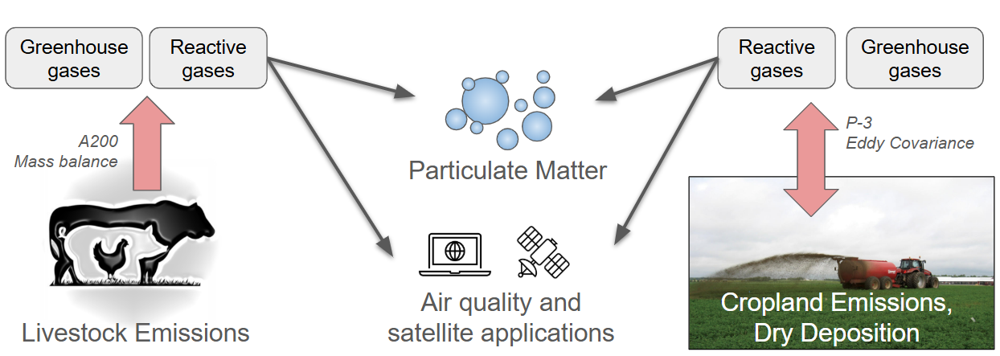 Greenhouse
gases
Reactive
gases
Reactive
gases
Greenhouse
gases
A200
Mass balance
P-3
Eddy Covariance
Particulate Matter
Air quality and
satellite applications
Livestock Emissions
Cropland Emissions,
Dry Deposition